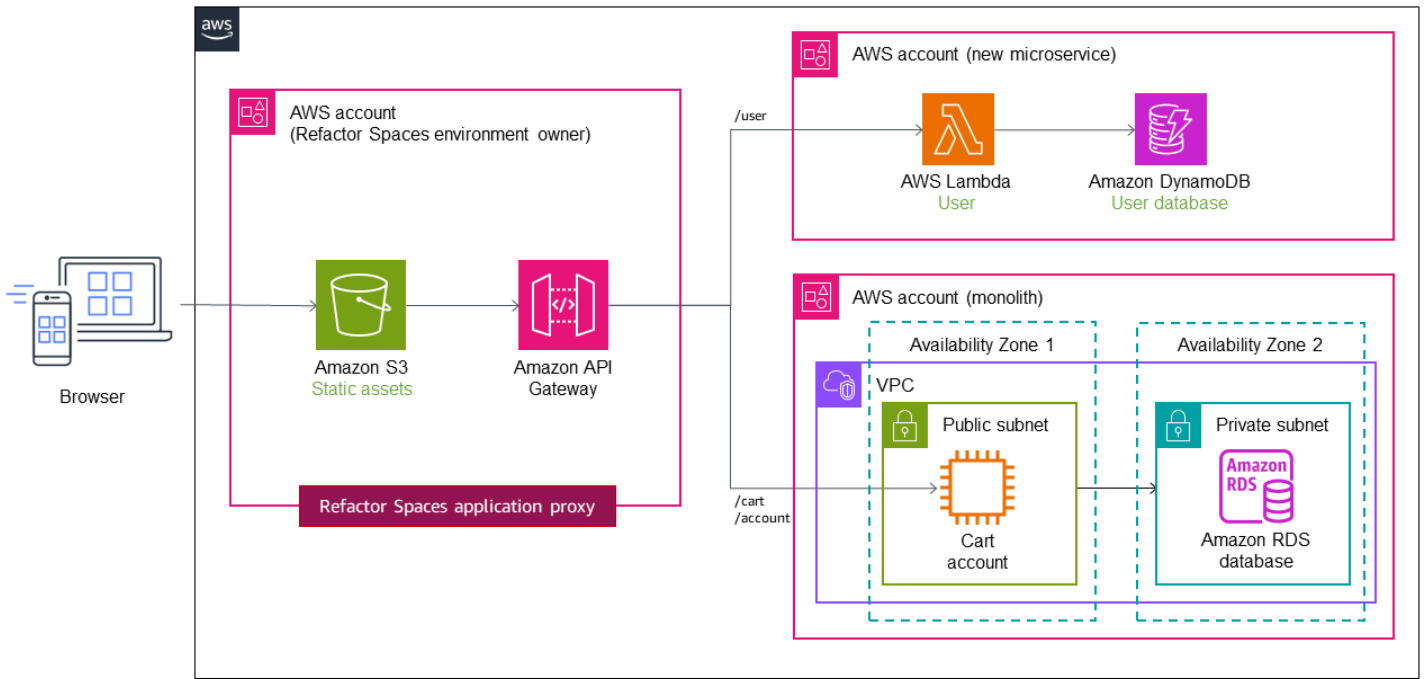 aws
AWS account
(Refactor Spaces environment owner)
Browser
Amazon S3
Static assets
Amazon API
Gateway
Refactor Spaces application proxy
/user
AWS account (new microservice)
AWS Lambda
User
Amazon DynamoDB
User database
/cart
/account
AWS account (monolith)
Availability Zone 1
Availability Zone 2
VPC
Public subnet
Cart
account
Private subnet
Amazon
RDS
Amazon RDS
database